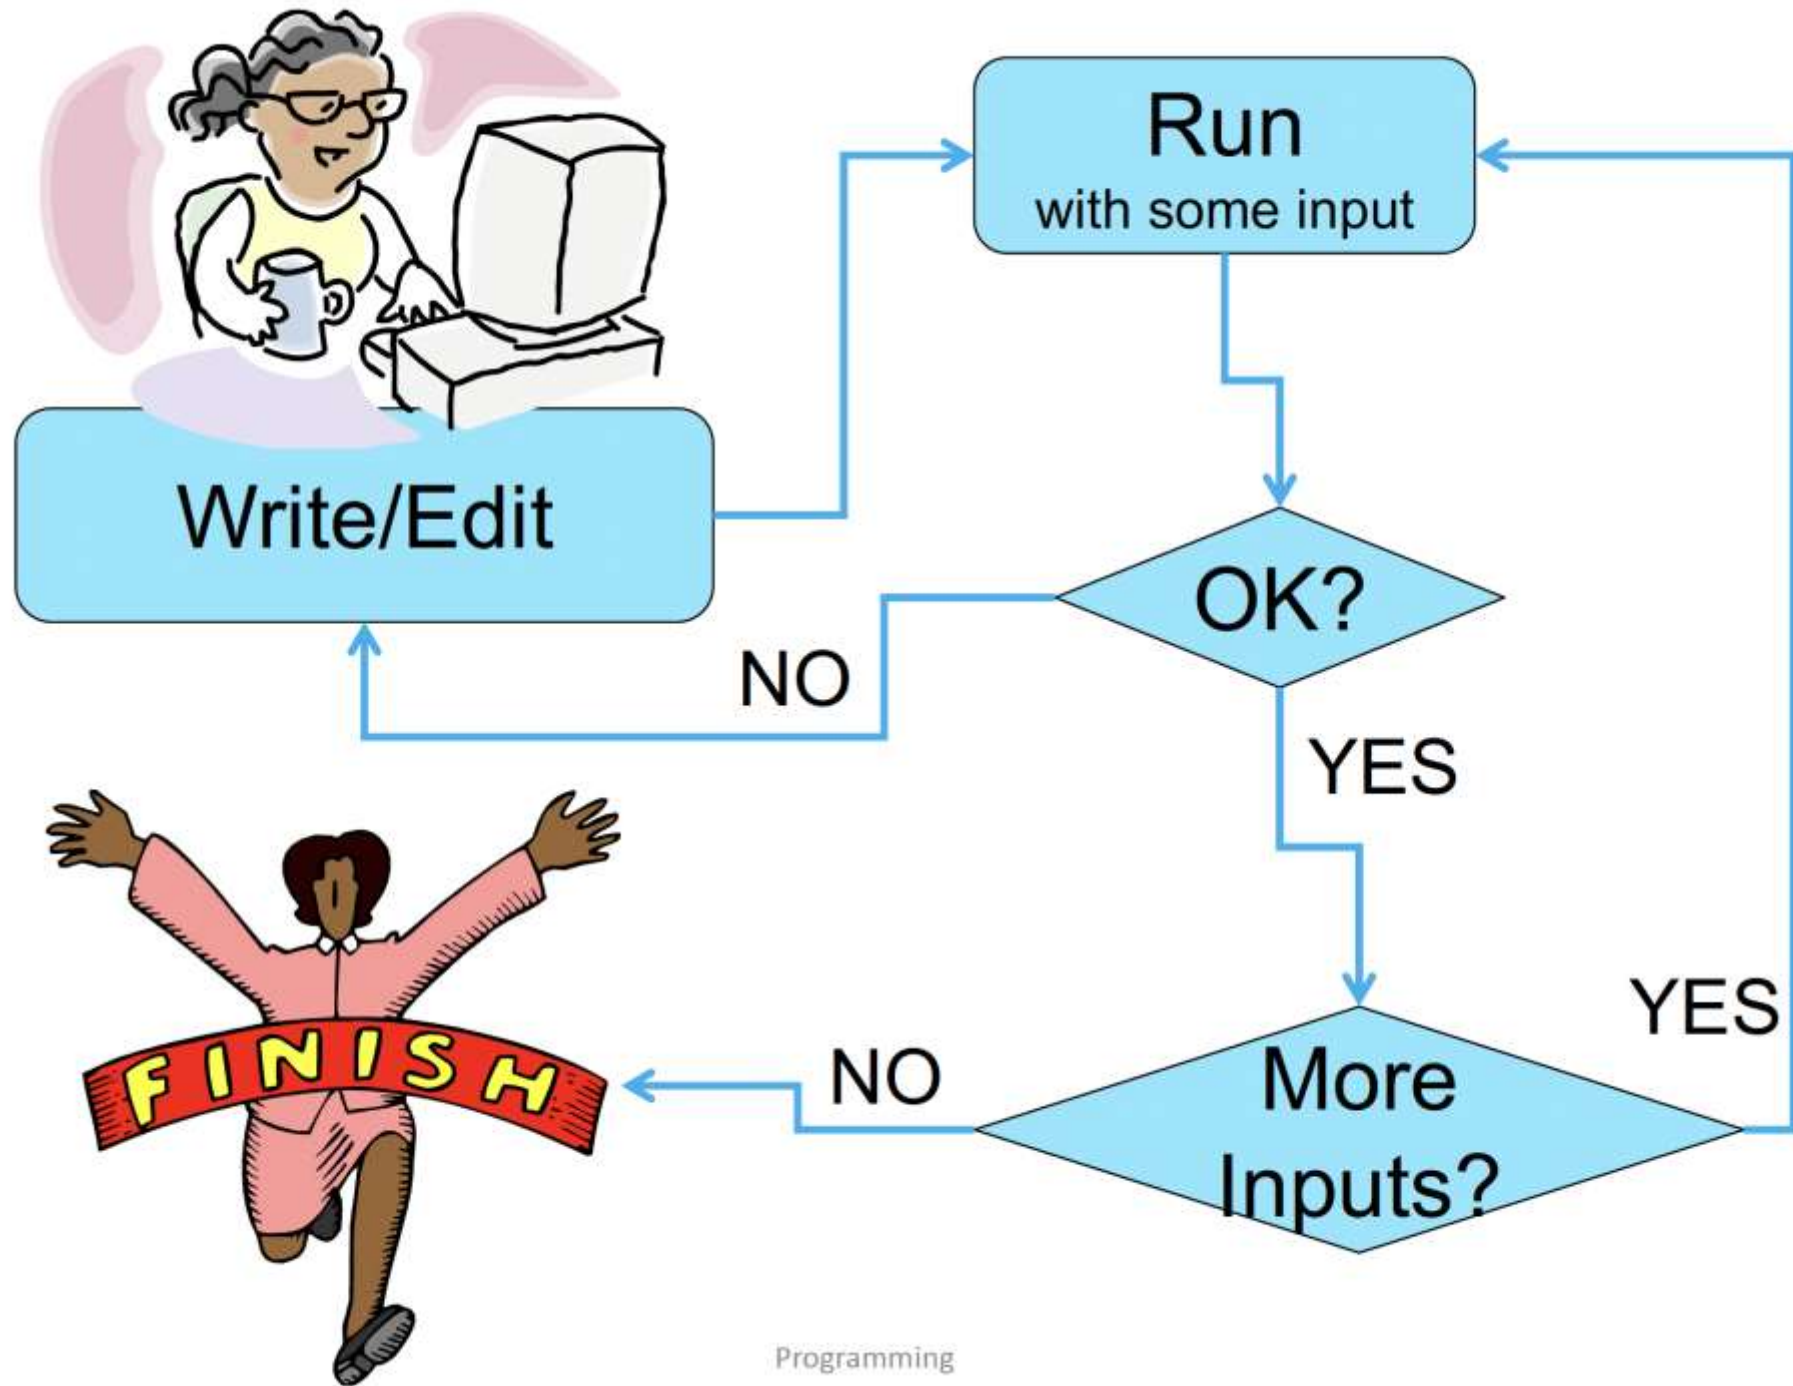 Run
with some input
Write/Edit
OK?
NO
YES
YES
FINISH
NO
More
Inputs?
Programming